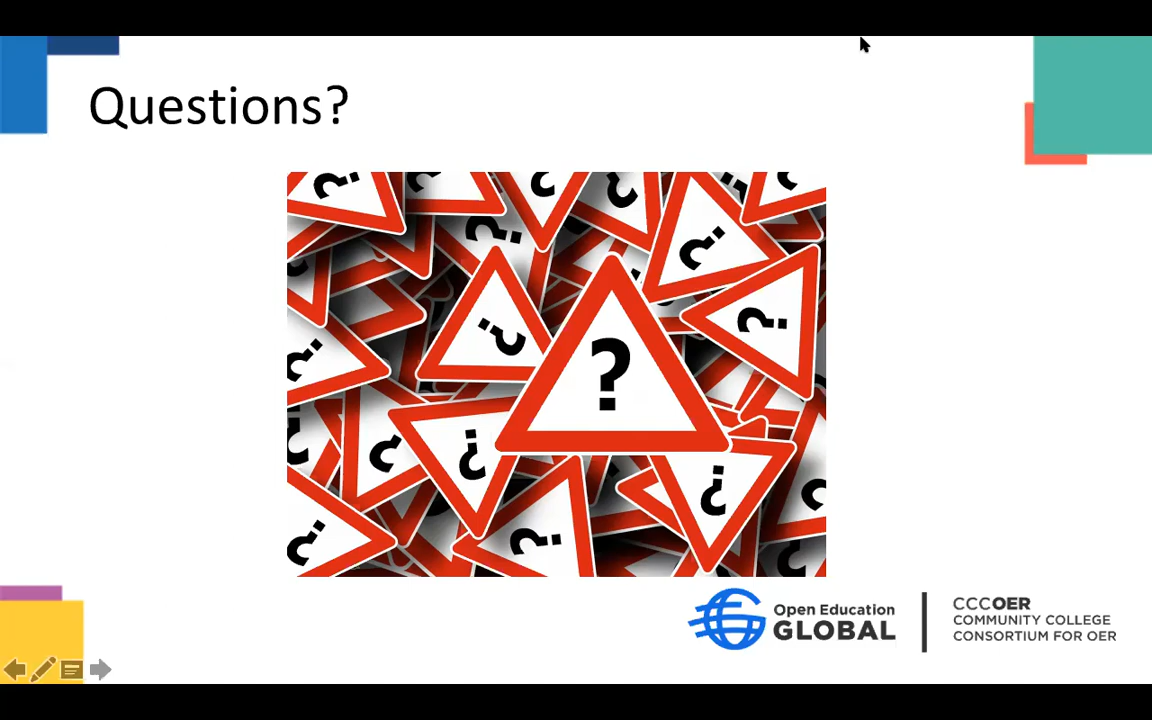 Questions?
?
Open Education
GLOBAL
CCCOER
COMMUNITY COLLEGE
CONSORTIUM FOR OER